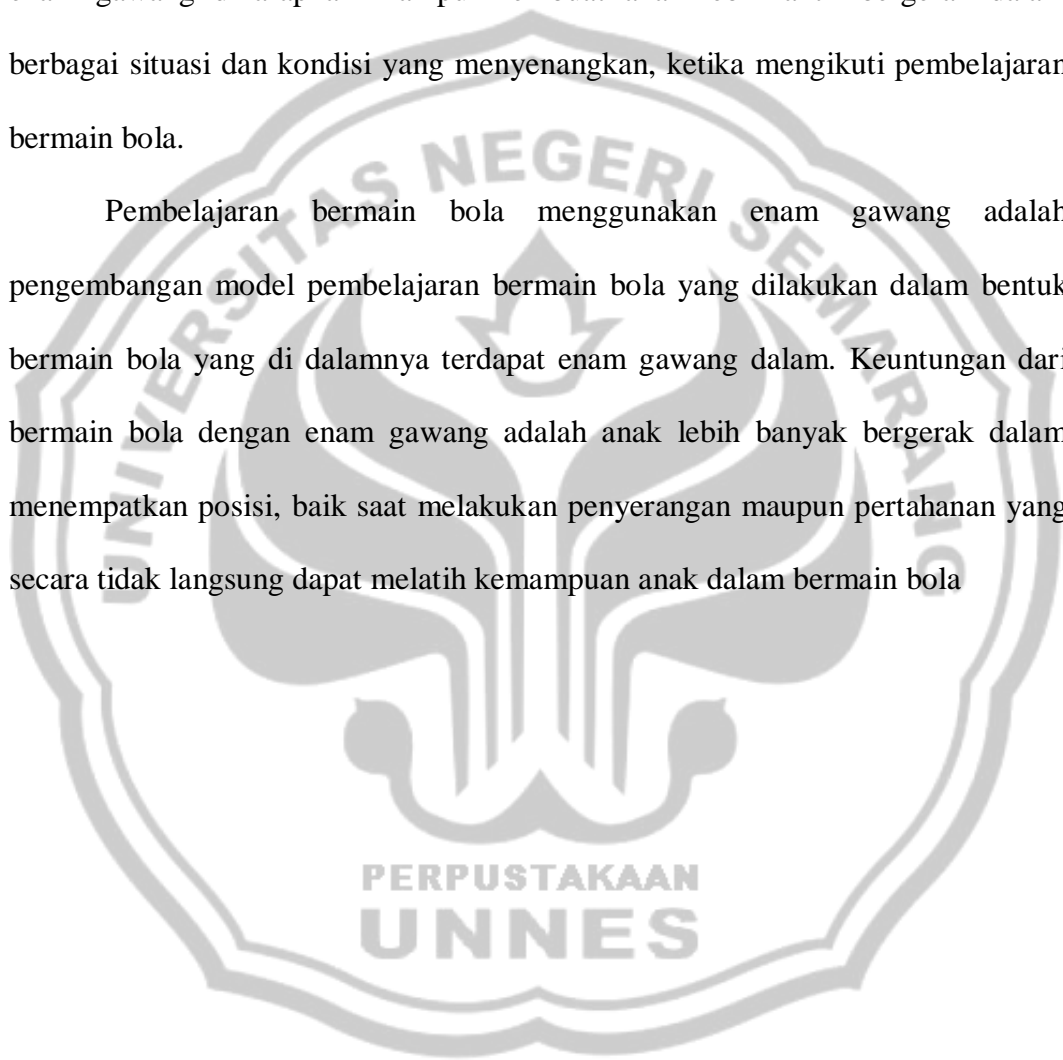 berbagai situasi dan kondisi yang menyenangkan, ketika mengikuti pembelajaran
bermain bola.
Pembelajaran bermain bola menggunakan enam gawang adalah
pengembangan model pembelajaran bermain bola yang dilakukan dalam bentuk
bermain bola yang di dalamnya terdapat enam gawang dalam. Keuntungan dari
bermain bola dengan enam gawang adalah anak lebih banyak bergerak dalam
menempatkan posisi, baik saat melakukan penyerangan maupun pertahanan yang
secara tidak langsung dapat melatih kemampuan anak dalam bermain bola
UNIVERSITAS NEGERI SEMARANG
PERPUSTAKAAN
UNNES